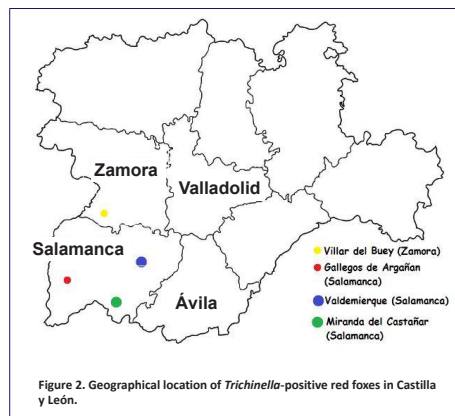 Zamora
Valladolid
Salamanca
Ávila
Villar del Buey (Zamora)
Gallegos de Argañan
(Salamanca)
Valdemierque (Salamanca)
Miranda del Castañar
(Salamanca)
Figure 2. Geographical location of Trichinella-positive red foxes in Castilla
y León.